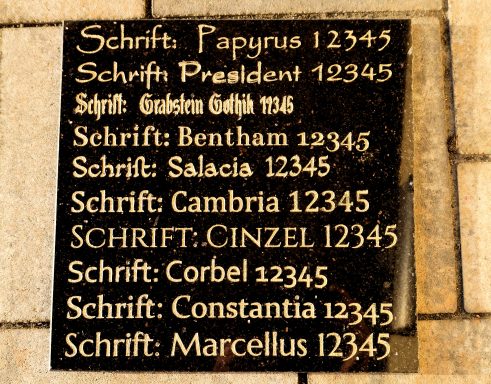 Schrift: Papyrus 12345
Schrift: President 12345
Schrift: Grabstein Gothik 12345
Schrift: Bentham 12345
Schrift: Salacia 12345
Schrift: Cambria 12345
SCHRIFT: CINZEL 12345
Schrift: Corbel 12345
Schrift: Constantia 12345
Schrift: Marcellus 12345